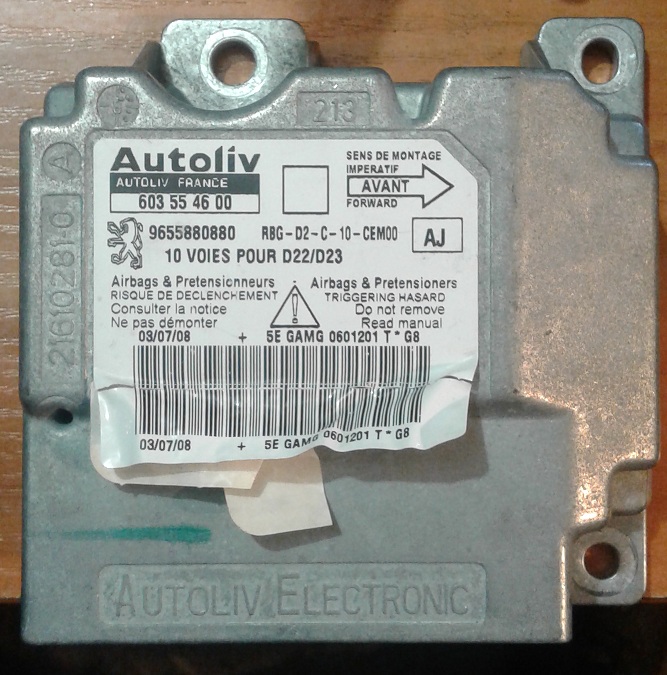 213
A
21610281-0
Autoliv
AUTOLIV FRANCE
603 55 46 00
SENS DE MONTAGE
IMPERATIF
AVANT
FORWARD
9655880880 RBG-D2-C-10-CEM00
AJ
10 VOIES POUR D22/D23
Airbags & Pretensionneurs
RISQUE DE DECLENCHEMENT
Consulter la notice
Ne pas démonter
!
Airbags & Pretensioners
TRIGGERING HASARD
Do not remove
Read manual
03/07/08 + 5E GAMG 0601201 T * G8
03/07/08 + 5E GAMG 0601201 T * G8
AUTOLIV ELECTRONIC